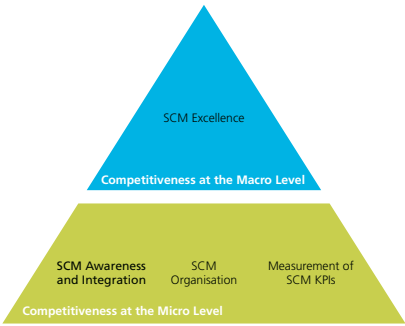 SCM Excellence
Competitiveness at the Macro Level
SCM Awareness
and Integration
SCM
Organisation
Measurement of
SCM KPIs
Competitiveness at the Micro Level